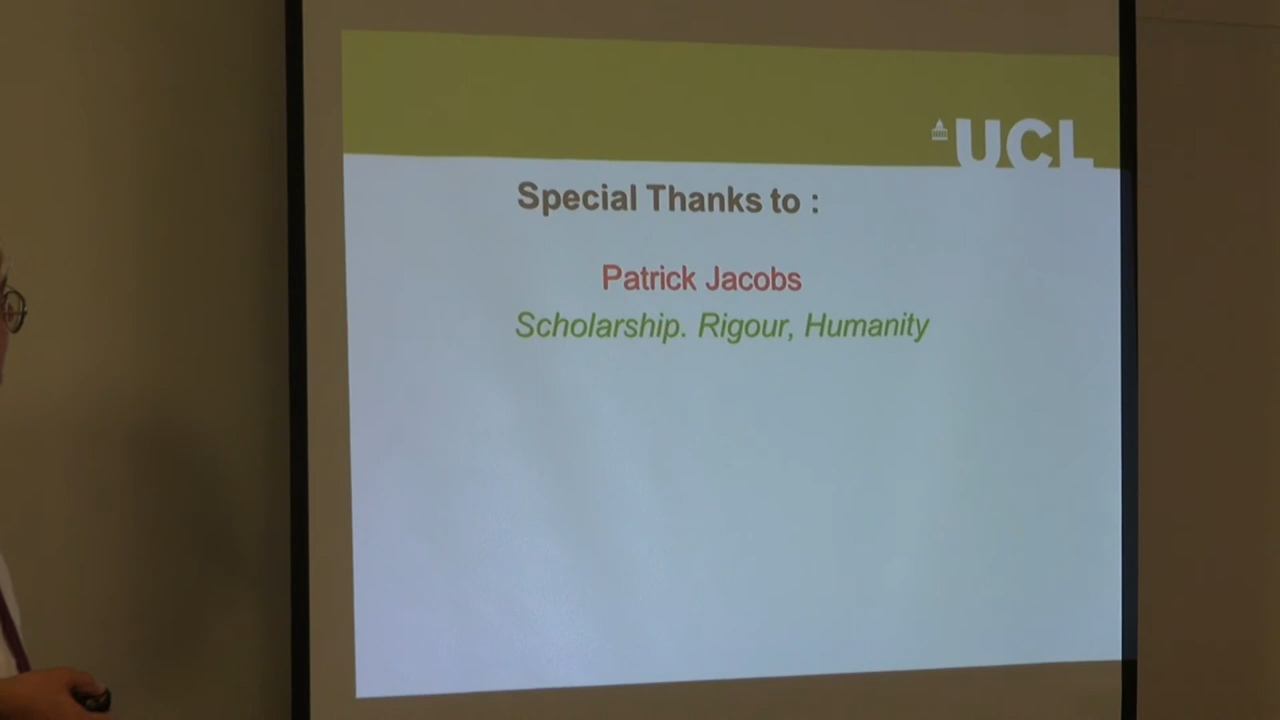 UCL
Special Thanks to :
Patrick Jacobs
Scholarship. Rigour, Humanity